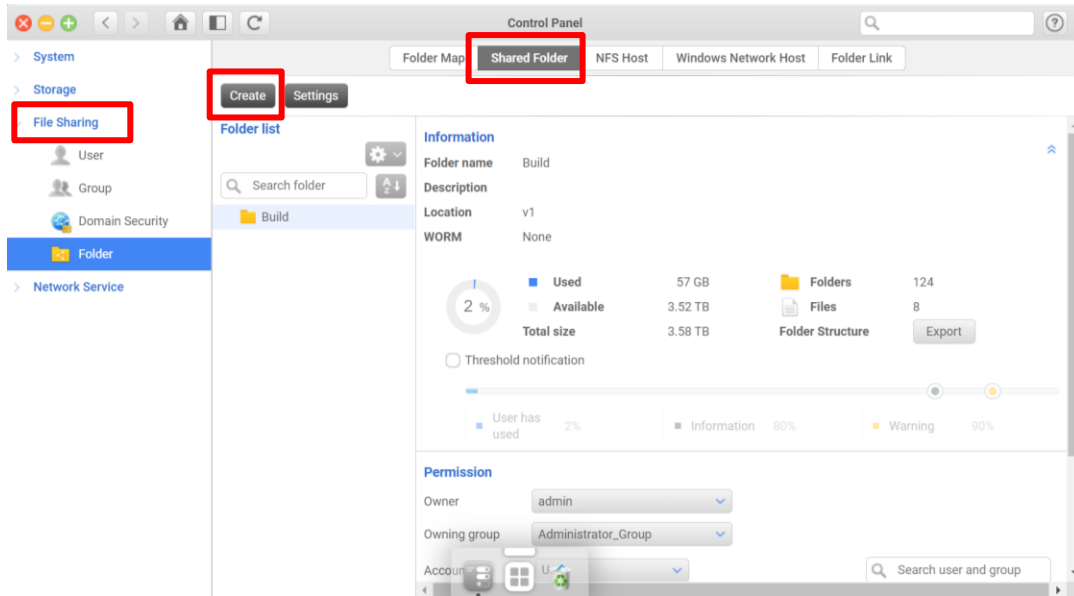 Control Panel
?
System
Storage
File Sharing
User
Group
Domain Security
Folder
Network Service
Folder Map
Shared Folder
NFS Host
Windows Network Host
Folder Link
Create
Settings
Folder list
Search folder
Build
Information
Folder name Build
Description
Location v1
WORM None
2 %
Used 57 GB
Available 3.52 TB
Total size 3.58 TB
Folders 124
Files 8
Folder Structure Export
Threshold notification
User has
used 2%
Information 80%
Warning 90%
Permission
Owner admin
Owning group Administrator_Group
Search user and group